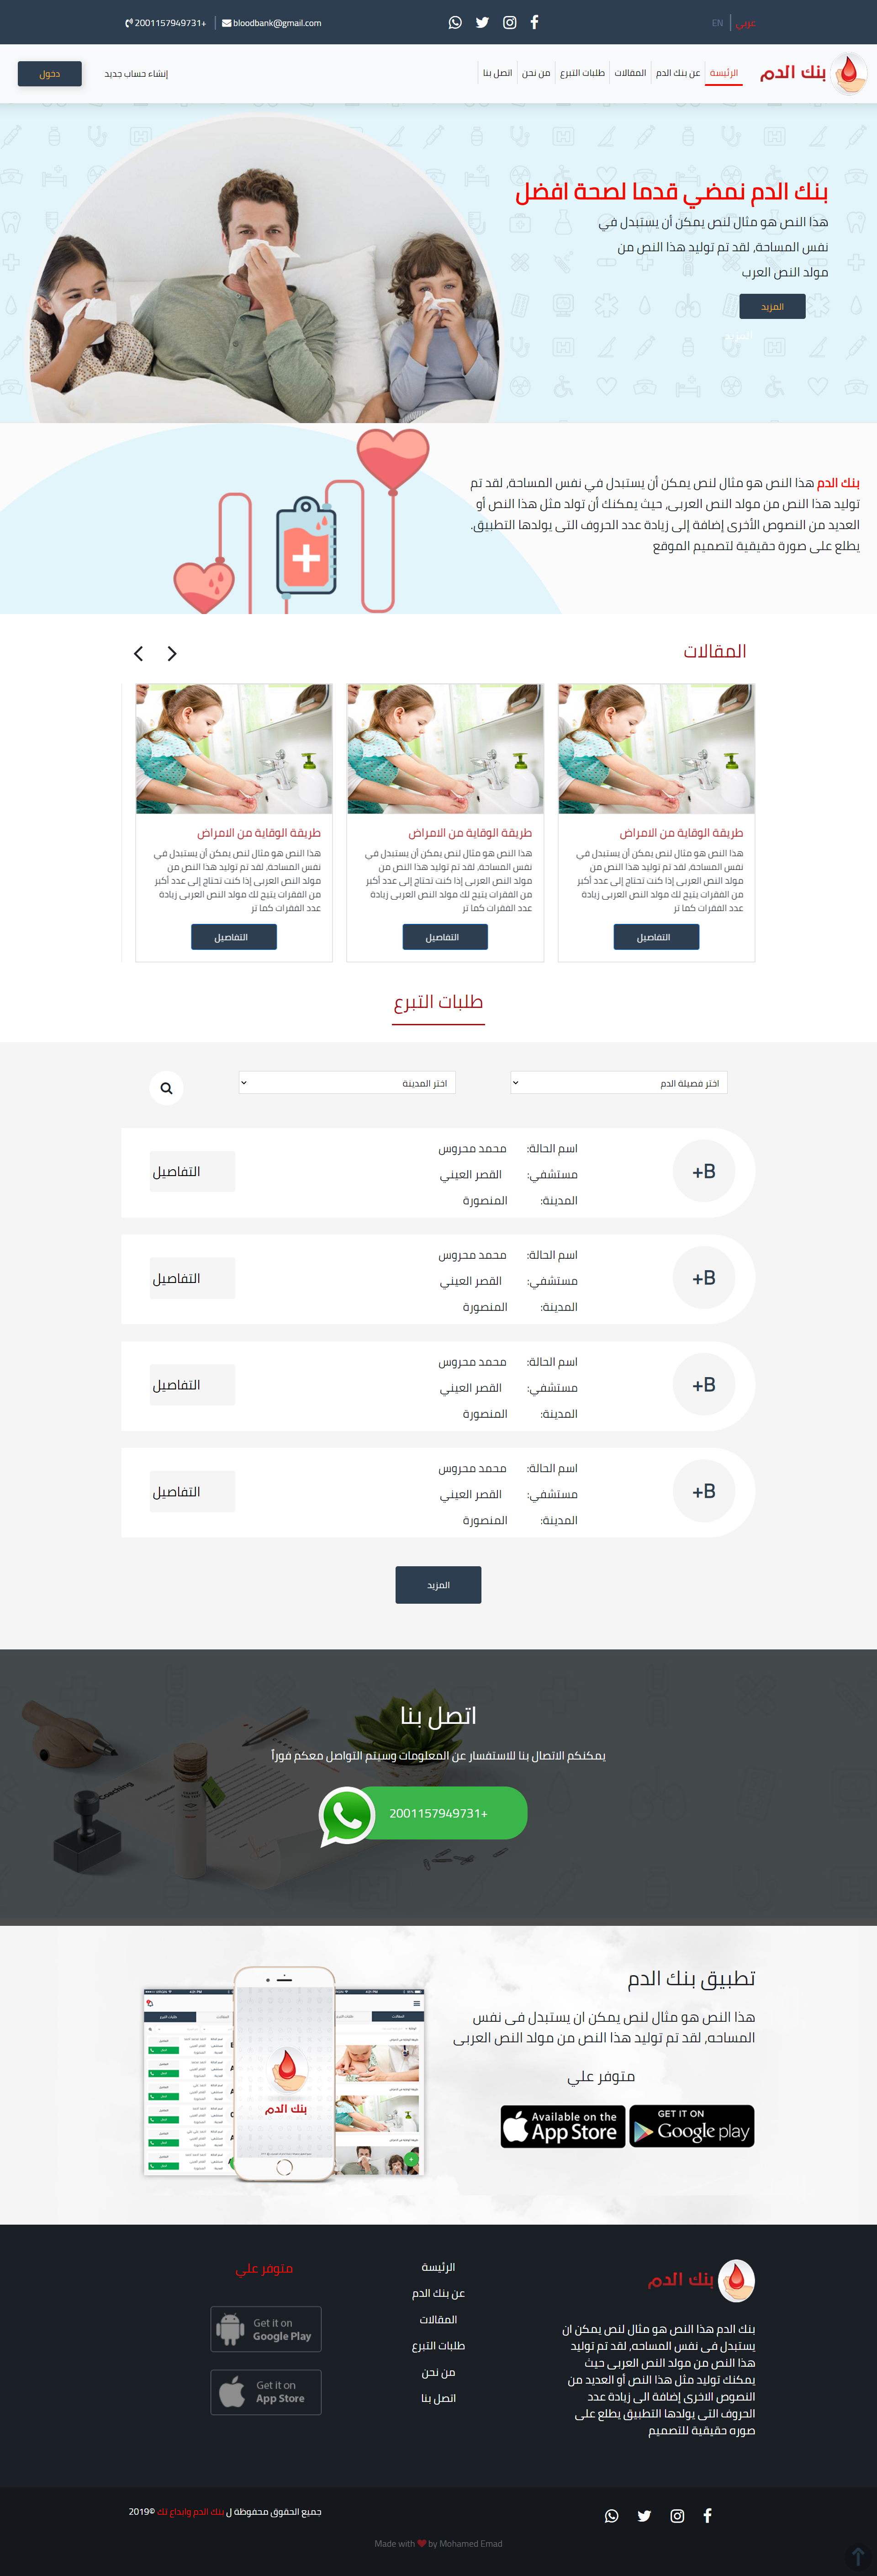 عربي
EN
bloodbank@gmail.com
+2001157949731
بنك الدم
الرئيسة
عن بنك الدم
المقالات
طلبات التبرع
من نحن
اتصل بنا
إنشاء حساب جديد
دخول
بنك الدم نمضي قدما لصحة افضل
هذا النص هو مثال لنص يمكن أن يستبدل في
نفس المساحة, لقد تم توليد هذا النص من
مولد النص العرب
المزيد
المزيد
بنك الدم هذا النص هو مثال لنص يمكن أن يستبدل في نفس المساحة, لقد تم
توليد هذا النص من مولد النص العربى, حيث يمكنك أن تولد مثل هذا النص أو
العديد من النصوص الأخرى إضافة إلى زيادة عدد الحروف التى يولدها التطبيق.
يطلع على صورة حقيقية لتصميم الموقع
المقالات
طريقة الوقاية من الامراض
هذا النص هو مثال لنص يمكن أن يستبدل في
نفس المساحة, لقد تم توليد هذا النص من
مولد النص العربى إذا كنت تحتاج إلى عدد أكبر
من الفقرات يتيح لك مولد النص العربى زيادة
عدد الفقرات كما تر
التفاصيل
طريقة الوقاية من الامراض
هذا النص هو مثال لنص يمكن أن يستبدل في
نفس المساحة, لقد تم توليد هذا النص من
مولد النص العربى إذا كنت تحتاج إلى عدد أكبر
من الفقرات يتيح لك مولد النص العربى زيادة
عدد الفقرات كما تر
التفاصيل
طريقة الوقاية من الامراض
هذا النص هو مثال لنص يمكن أن يستبدل في
نفس المساحة, لقد تم توليد هذا النص من
مولد النص العربى إذا كنت تحتاج إلى عدد أكبر
من الفقرات يتيح لك مولد النص العربى زيادة
عدد الفقرات كما تر
التفاصيل
طلبات التبرع
اختر فصيلة الدم
اختر المدينة
B+
اسم الحالة: محمد محروس
مستشفي: القصر العيني
المدينة: المنصورة
التفاصيل
B+
اسم الحالة: محمد محروس
مستشفي: القصر العيني
المدينة: المنصورة
التفاصيل
B+
اسم الحالة: محمد محروس
مستشفي: القصر العيني
المدينة: المنصورة
التفاصيل
B+
اسم الحالة: محمد محروس
مستشفي: القصر العيني
المدينة: المنصورة
التفاصيل
المزيد
اتصل بنا
يمكنكم الاتصال بنا للاستفسار عن المعلومات وسيتم التواصل معكم فوراً
Coaching
+2001157949731
تطبيق بنك الدم
هذا النص هو مثال لنص يمكن ان يستبدل فى نفس
المساحه, لقد تم توليد هذا النص من مولد النص العربى
متوفر علي
GET IT ON
Google play
Available on the
App Store
بنك الدم
بنك الدم
بنك الدم هذا النص هو مثال لنص يمكن ان
يستبدل فى نفس المساحه, لقد تم توليد
هذا النص من مولد النص العربى حيث
يمكنك توليد مثل هذا النص أو العديد من
النصوص الاخرى إضافة الى زيادة عدد
الحروف التى يولدها التطبيق يطلع على
صوره حقيقية للتصميم
الرئيسة
عن بنك الدم
المقالات
طلبات التبرع
من نحن
اتصل بنا
متوفر علي
Get it on
Google Play
Get it on
App Store
جميع الحقوق محفوظة ل بنك الدم وابداع تك ©2019
Made with by Mohamed Emad